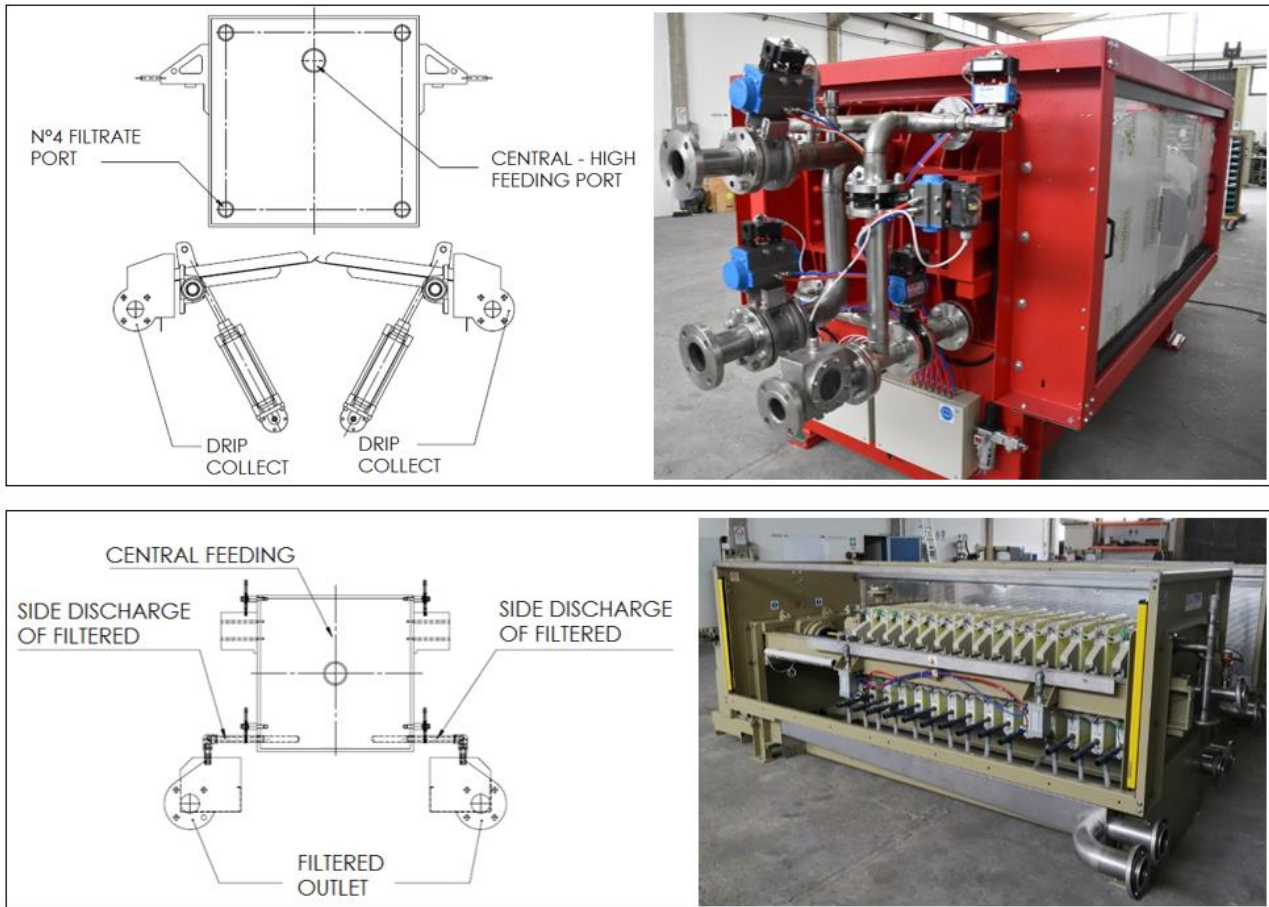 N°4 FILTRATE
PORT
CENTRAL - HIGH
FEEDING PORT
DRIP
COLLECT
DRIP
COLLECT
CENTRAL FEEDING
SIDE DISCHARGE
OF FILTERED
SIDE DISCHARGE
OF FILTERED
FILTERED
OUTLET